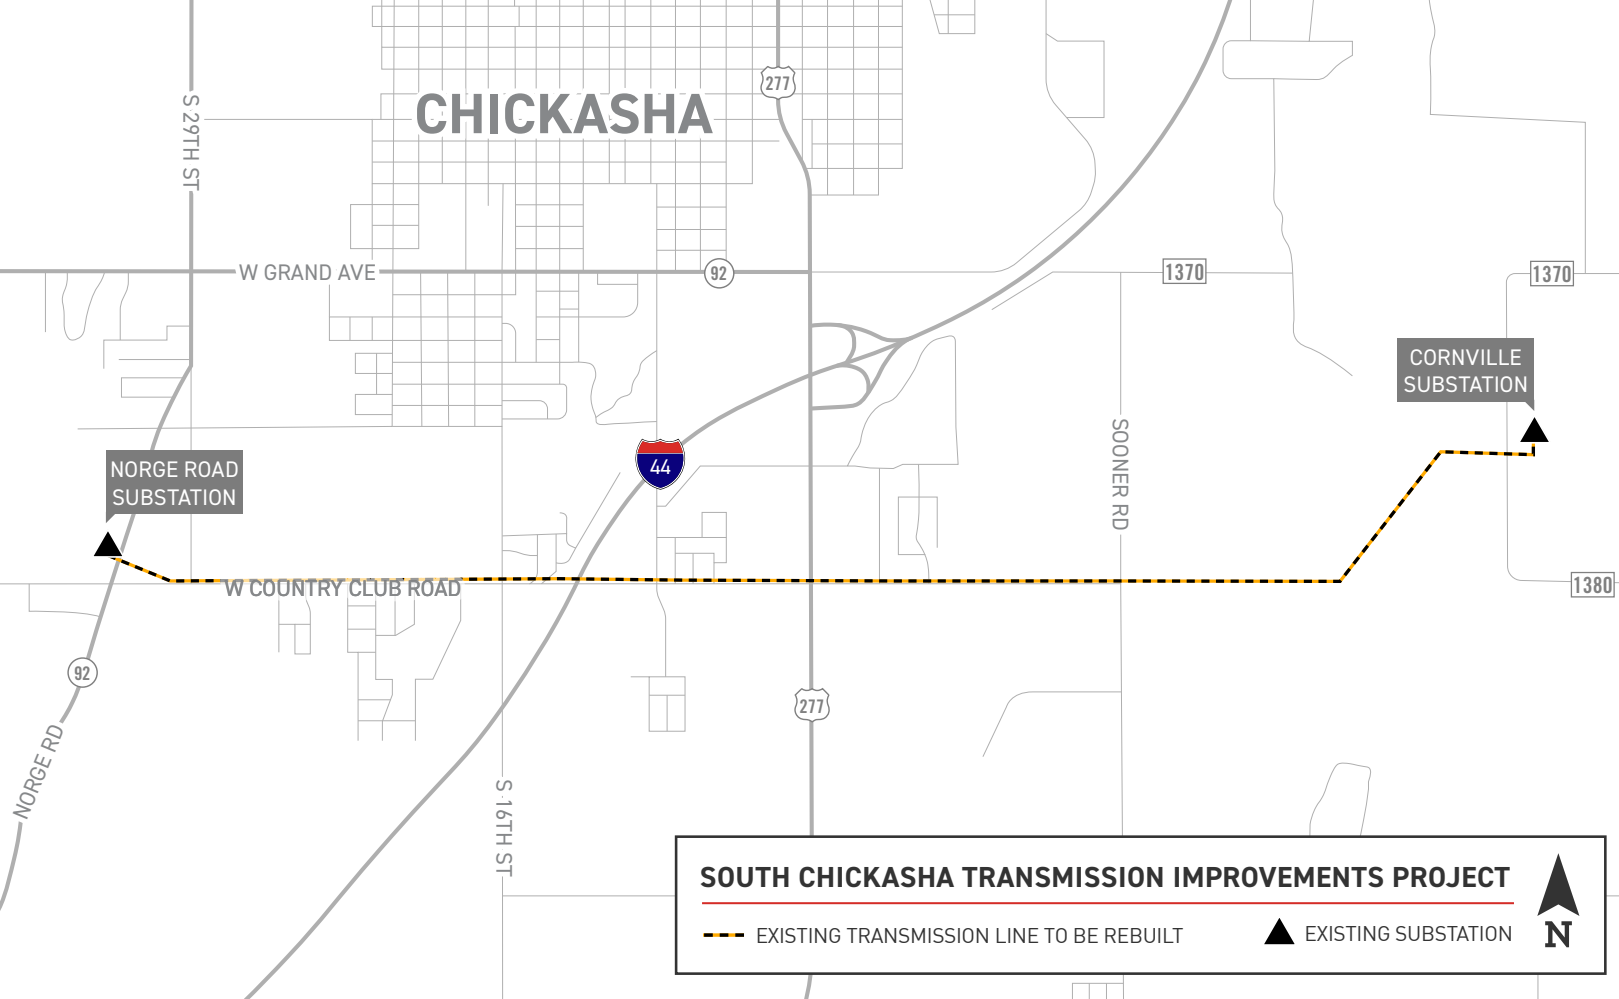 277
S 29TH ST
CHICKASHA
W GRAND AVE
92
1370
1370
CORNVILLE
SUBSTATION
SOONER RD
44
NORGE ROAD
SUBSTATION
W COUNTRY CLUB ROAD
1380
92
277
NORGE RD
S 16TH ST
SOUTH CHICKASHA TRANSMISSION IMPROVEMENTS PROJECT
EXISTING TRANSMISSION LINE TO BE REBUILT
EXISTING SUBSTATION
N